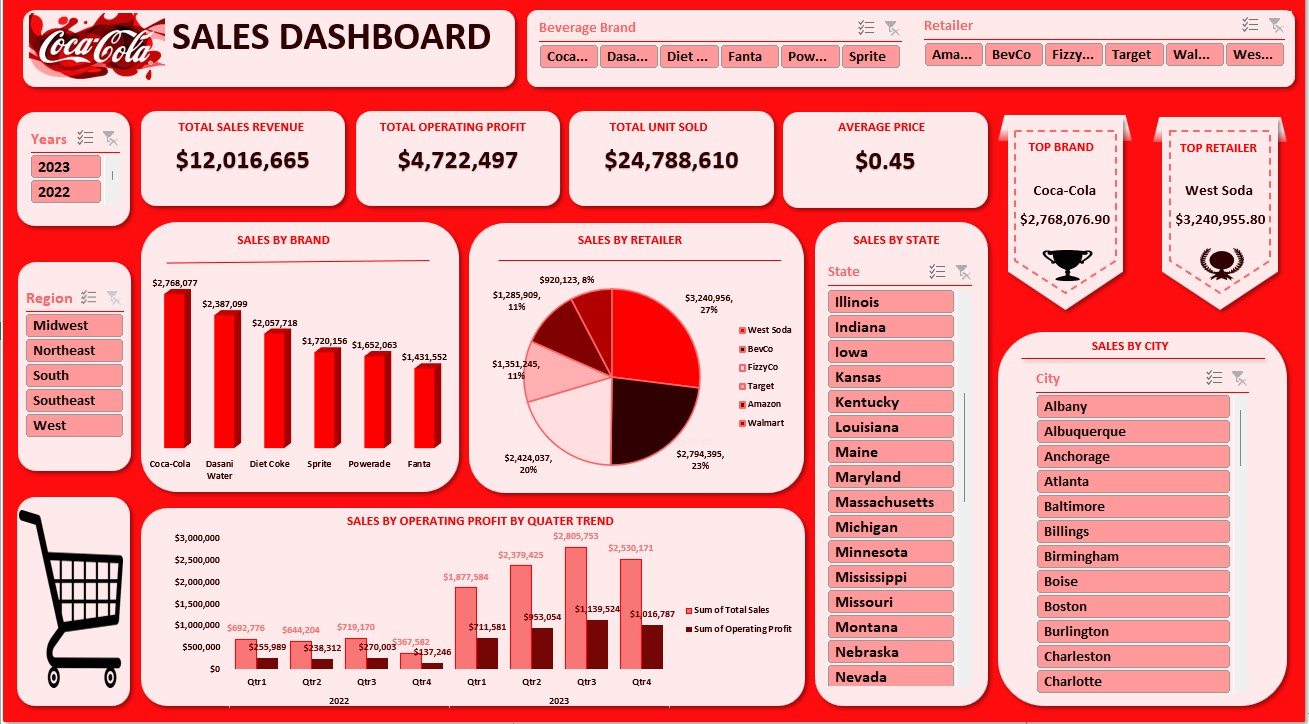 Coca-Cola
SALES DASHBOARD
Beverage Brand
Coca...
Dasa...
Diet ...
Fanta
Pow...
Sprite
Retailer
Ama...
BevCo
Fizzy...
Target
Wal...
Wes...
Years
2023
2022
TOTAL SALES REVENUE
$12,016,665
TOTAL OPERATING PROFIT
$4,722,497
TOTAL UNIT SOLD
$24,788,610
AVERAGE PRICE
$0.45
TOP BRAND
Coca-Cola
$2,768,076.90
TOP RETAILER
West Soda
$3,240,955.80
Region
Midwest
Northeast
South
Southeast
West
SALES BY BRAND
$2,768,077
$2,387,099
$2,057,718
$1,720,156
$1,652,063
$1,431,552
Coca-Cola
Dasani
Water
Diet Coke
Sprite
Powerade
Fanta
SALES BY RETAILER
$920,123, 8%
$1,285,909,
11%
$1,351,245,
11%
$2,424,037,
20%
$3,240,956,
27%
$2,794,395,
23%
West Soda
BevCo
FizzyCo
Target
Amazon
Walmart
SALES BY STATE
State
Illinois
Indiana
Iowa
Kansas
Kentucky
Louisiana
Maine
Maryland
Massachusetts
Michigan
Minnesota
Mississippi
Missouri
Montana
Nebraska
Nevada
SALES BY CITY
City
Albany
Albuquerque
Anchorage
Atlanta
Baltimore
Billings
Birmingham
Boise
Boston
Burlington
Charleston
Charlotte
SALES BY OPERATING PROFIT BY QUATER TREND
$3,000,000
$2,500,000
$2,000,000
$1,500,000
$1,000,000
$500,000
$0
$692,776
$255,989
$644,204
$238,312
$719,170
$270,003
$367,582
$137,246
$1,877,584
$711,581
$2,379,425
$953,054
$2,805,753
$1,139,524
$2,530,171
$1,016,787
Qtr1
Qtr2
Qtr3
Qtr4
Qtr1
Qtr2
Qtr3
Qtr4
2022
2023
Sum of Total Sales
Sum of Operating Profit